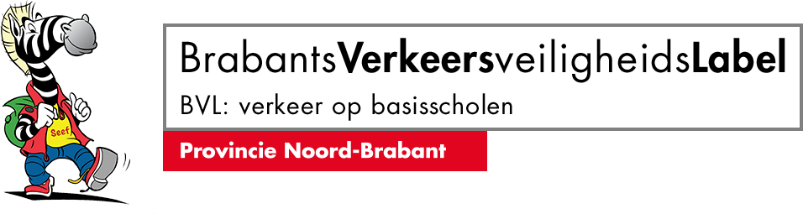 BrabantsVerkeersveiligheidsLabel
BVL: verkeer op basisscholen
Provincie Noord-Brabant
Seef